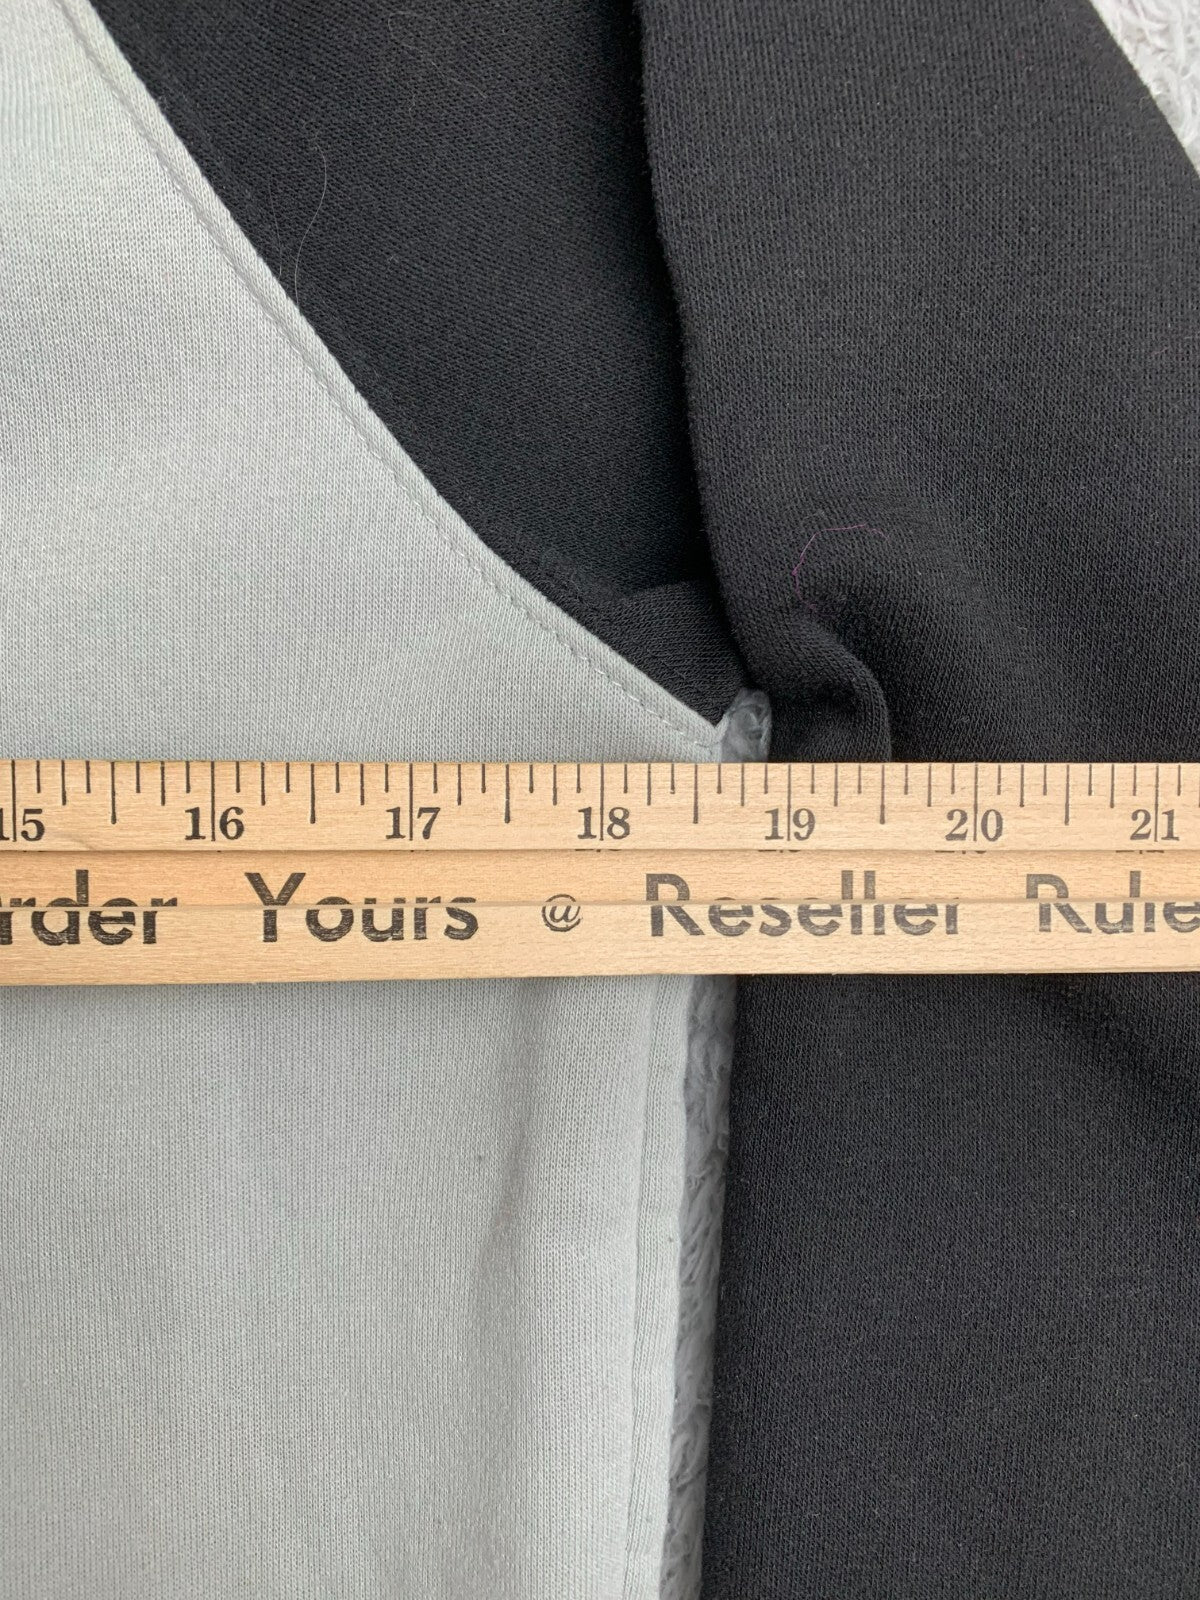 15 16 17 18 19 20 21
rder Yours @ Reseller Rule